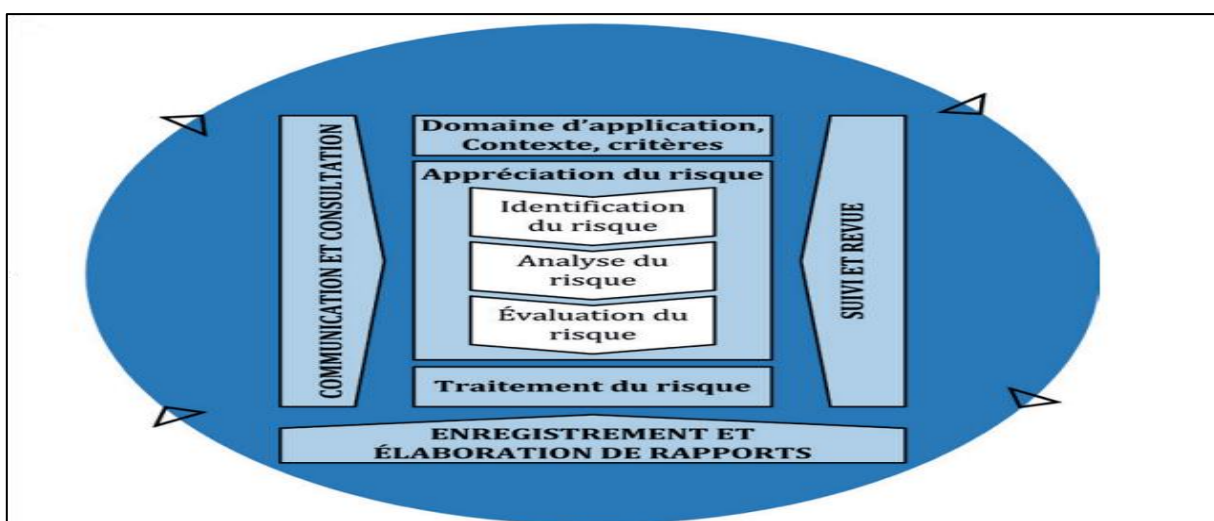 COMMUNICATION ET CONSULTATION
Domaine d'application,
Contexte, critères
Appréciation du risque
Identification
du risque
Analyse du
risque
Évaluation du
risque
Traitement du risque
SUIVI ET REVUE
ENREGISTREMENT ET
ÉLABORATION DE RAPPORTS